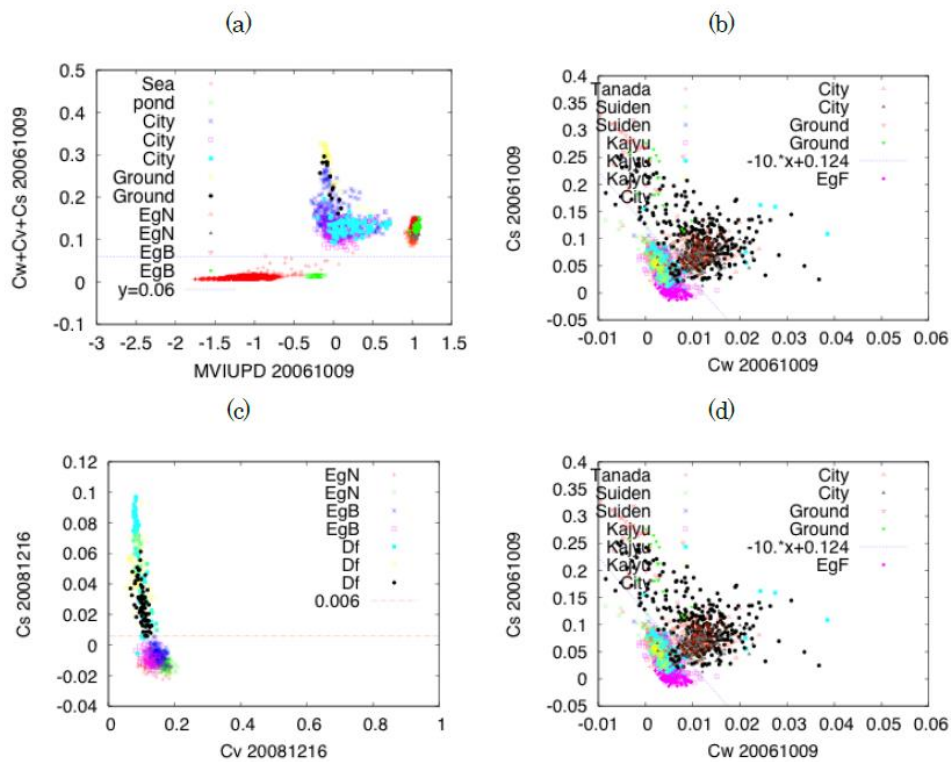 (a)
0.5
0.4
0.3
0.2
0.1
0
-0.1
Cw+Cv+Cs 20061009
Sea
pond
City
City
City
Ground
Ground
EgN
EgN
EgB
EgB
y=0.06
-3 -2.5 -2 -1.5 -1 -0.5 0 0.5 1 1.5
MVIUPD 20061009
(b)
0.4
0.35
0.3
0.25
0.2
0.15
0.1
0.05
0
-0.05
Cs 20061009
Tanada
Suiden
Suiden
Kaiyu
Kaiyu
Kaiyu
City
City
City
Ground
Ground
-10.*x+0.124
EgF
-0.01 0 0.01 0.02 0.03 0.04 0.05 0.06
Cw 20061009
(c)
0.12
0.1
0.08
0.06
0.04
0.02
0
-0.02
-0.04
Cs 20081216
EgN
EgN
EgB
EgB
Df
Df
Df
0.006
0 0.2 0.4 0.6 0.8 1
Cv 20081216
(d)
0.4
0.35
0.3
0.25
0.2
0.15
0.1
0.05
0
-0.05
Cs 20061009
Tanada
Suiden
Suiden
Kaiyu
Kaiyu
Kaiyu
City
City
City
Ground
Ground
-10.*x+0.124
EgF
-0.01 0 0.01 0.02 0.03 0.04 0.05 0.06
Cw 20061009